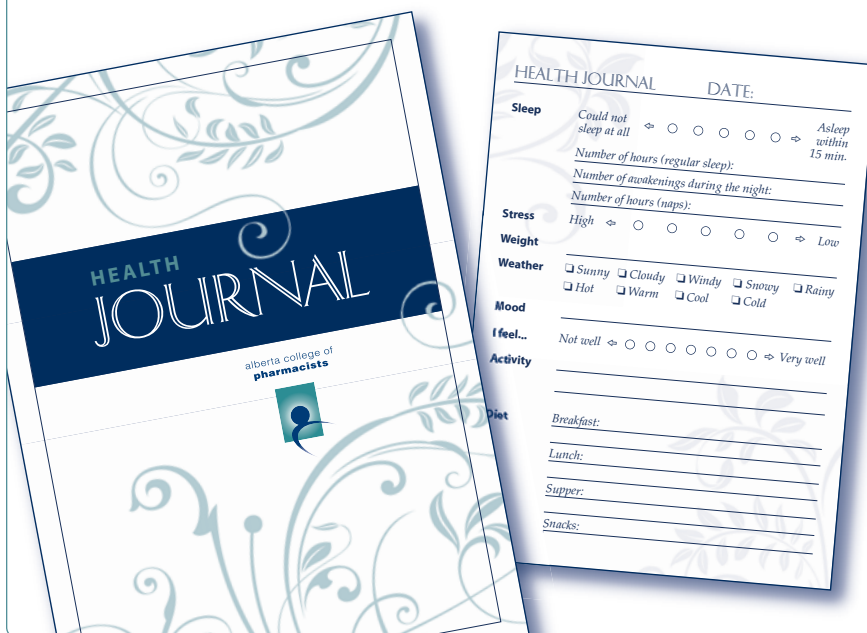 HEALTH
JOURNAL
alberta college of
pharmacists
HEALTH JOURNAL DATE:
Sleep
Could not
sleep at all
Asleep
within
15 min.
Number of hours (regular sleep):
Number of awakenings during the night:
Number of hours (naps):
Stress
High
Low
Weight
Weather
Sunny Cloudy Windy Snowy Rainy
Hot Warm Cool Cold
Mood
I feel...
Not well
Very well
Activity
Diet
Breakfast:
Lunch:
Supper:
Snacks: